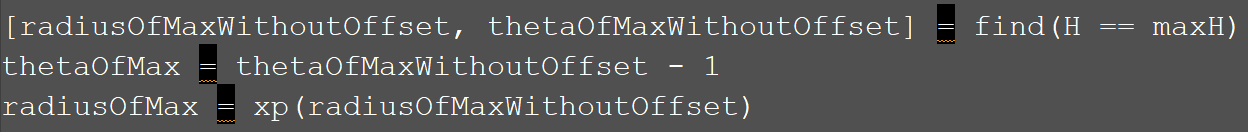 [radiusOfMaxWithoutOffset, thetaOfMaxWithoutOffset] = find(H == maxH)
thetaOfMax = thetaOfMaxWithoutOffset - 1
radiusOfMax = xp(radiusOfMaxWithoutOffset)